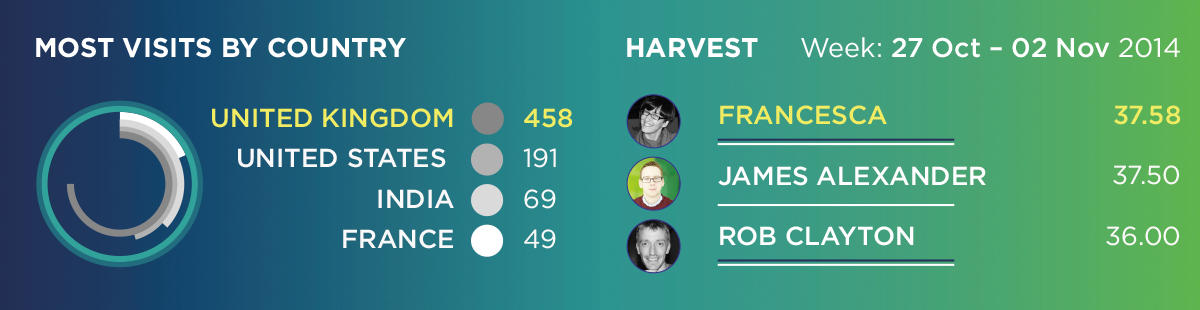 MOST VISITS BY COUNTRY
UNITED KINGDOM 458
UNITED STATES 191
INDIA 69
FRANCE 49
HARVEST Week: 27 Oct – 02 Nov 2014
FRANCESCA 37.58
JAMES ALEXANDER 37.50
ROB CLAYTON 36.00